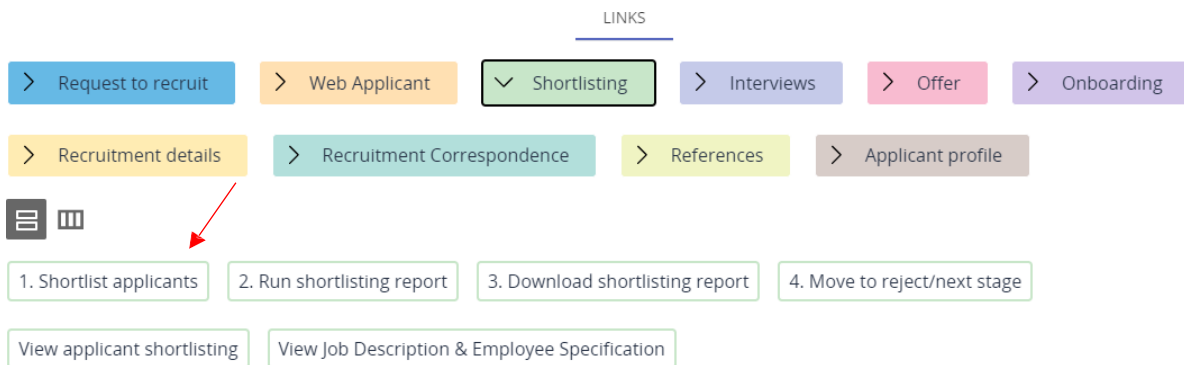 LINKS
Request to recruit Web Applicant Shortlisting Interviews Offer Onboarding
Recruitment details Recruitment Correspondence References Applicant profile
1. Shortlist applicants 2. Run shortlisting report 3. Download shortlisting report 4. Move to reject/next stage
View applicant shortlisting View Job Description & Employee Specification